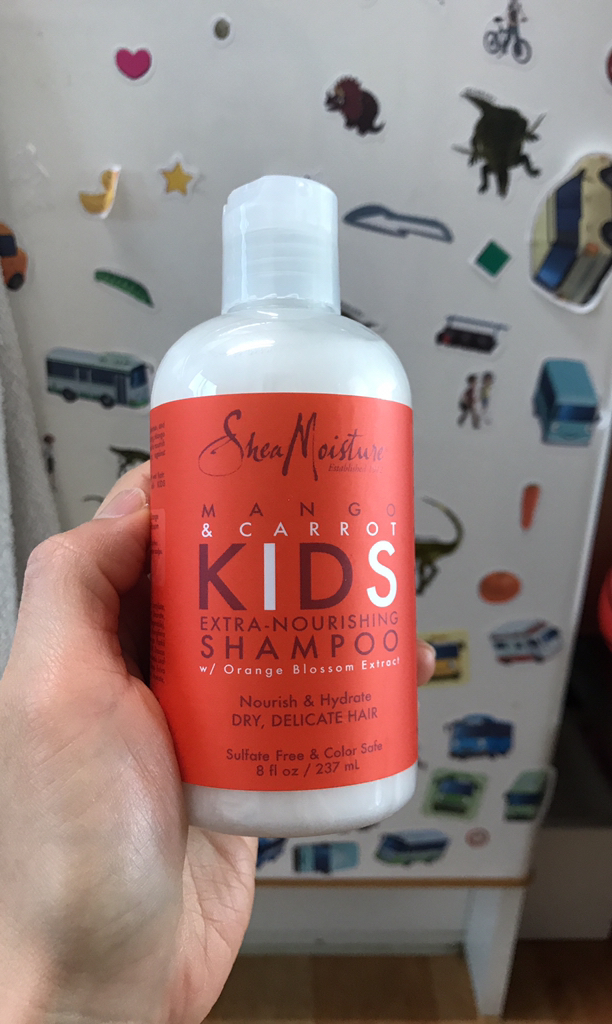 SheaMoisture
Established
MANGO
& CARROT
KIDS
EXTRA-NOURISHING
SHAMPOO
w/ Orange Blossom Extract
Nourish & Hydrate
DRY, DELICATE HAIR
Sulfate Free & Color Safe
8 fl oz / 237 mL